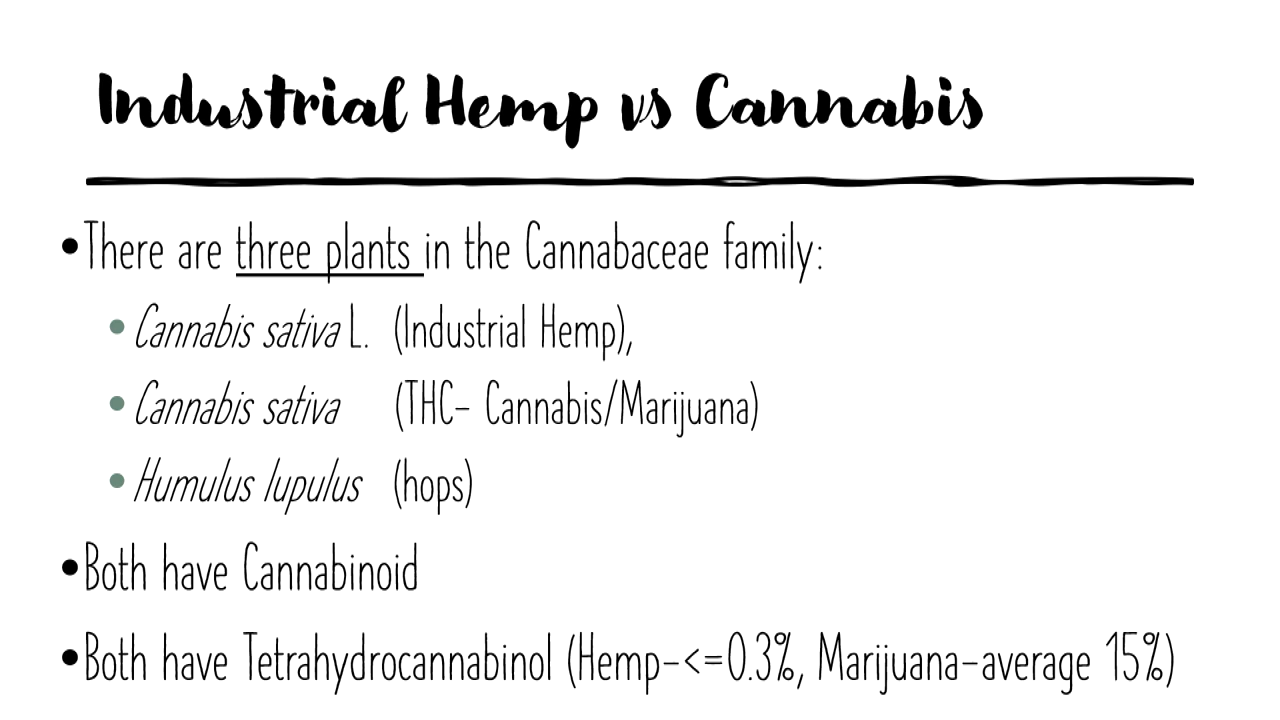 Industrial Hemp vs Cannabis
•There are three plants in the Cannabaceae family:
• Cannabis sativa L. (Industrial Hemp),
• Cannabis sativa (THC- Cannabis/Marijuana)
• Humulus lupulus (hops)
•Both have Cannabinoid
•Both have Tetrahydrocannabinol (Hemp-<=0.3%, Marijuana-average 15%)